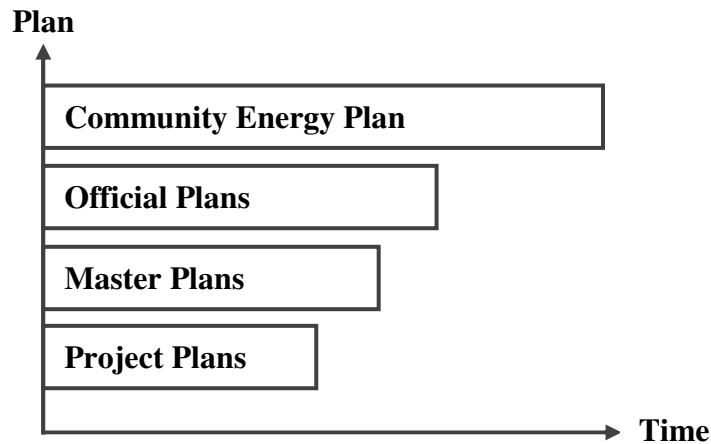 Plan
Community Energy Plan
Official Plans
Master Plans
Project Plans
Time